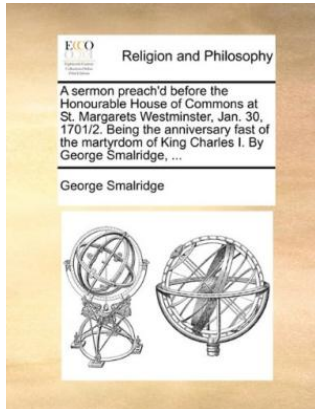 ECCO
Religion and Philosophy
A sermon preach'd before the
Honourable House of Commons at
St. Margarets Westminster, Jan. 30,
1701/2. Being the anniversary fast of
the martyrdom of King Charles I. By
George Smalridge, ...
George Smalridge